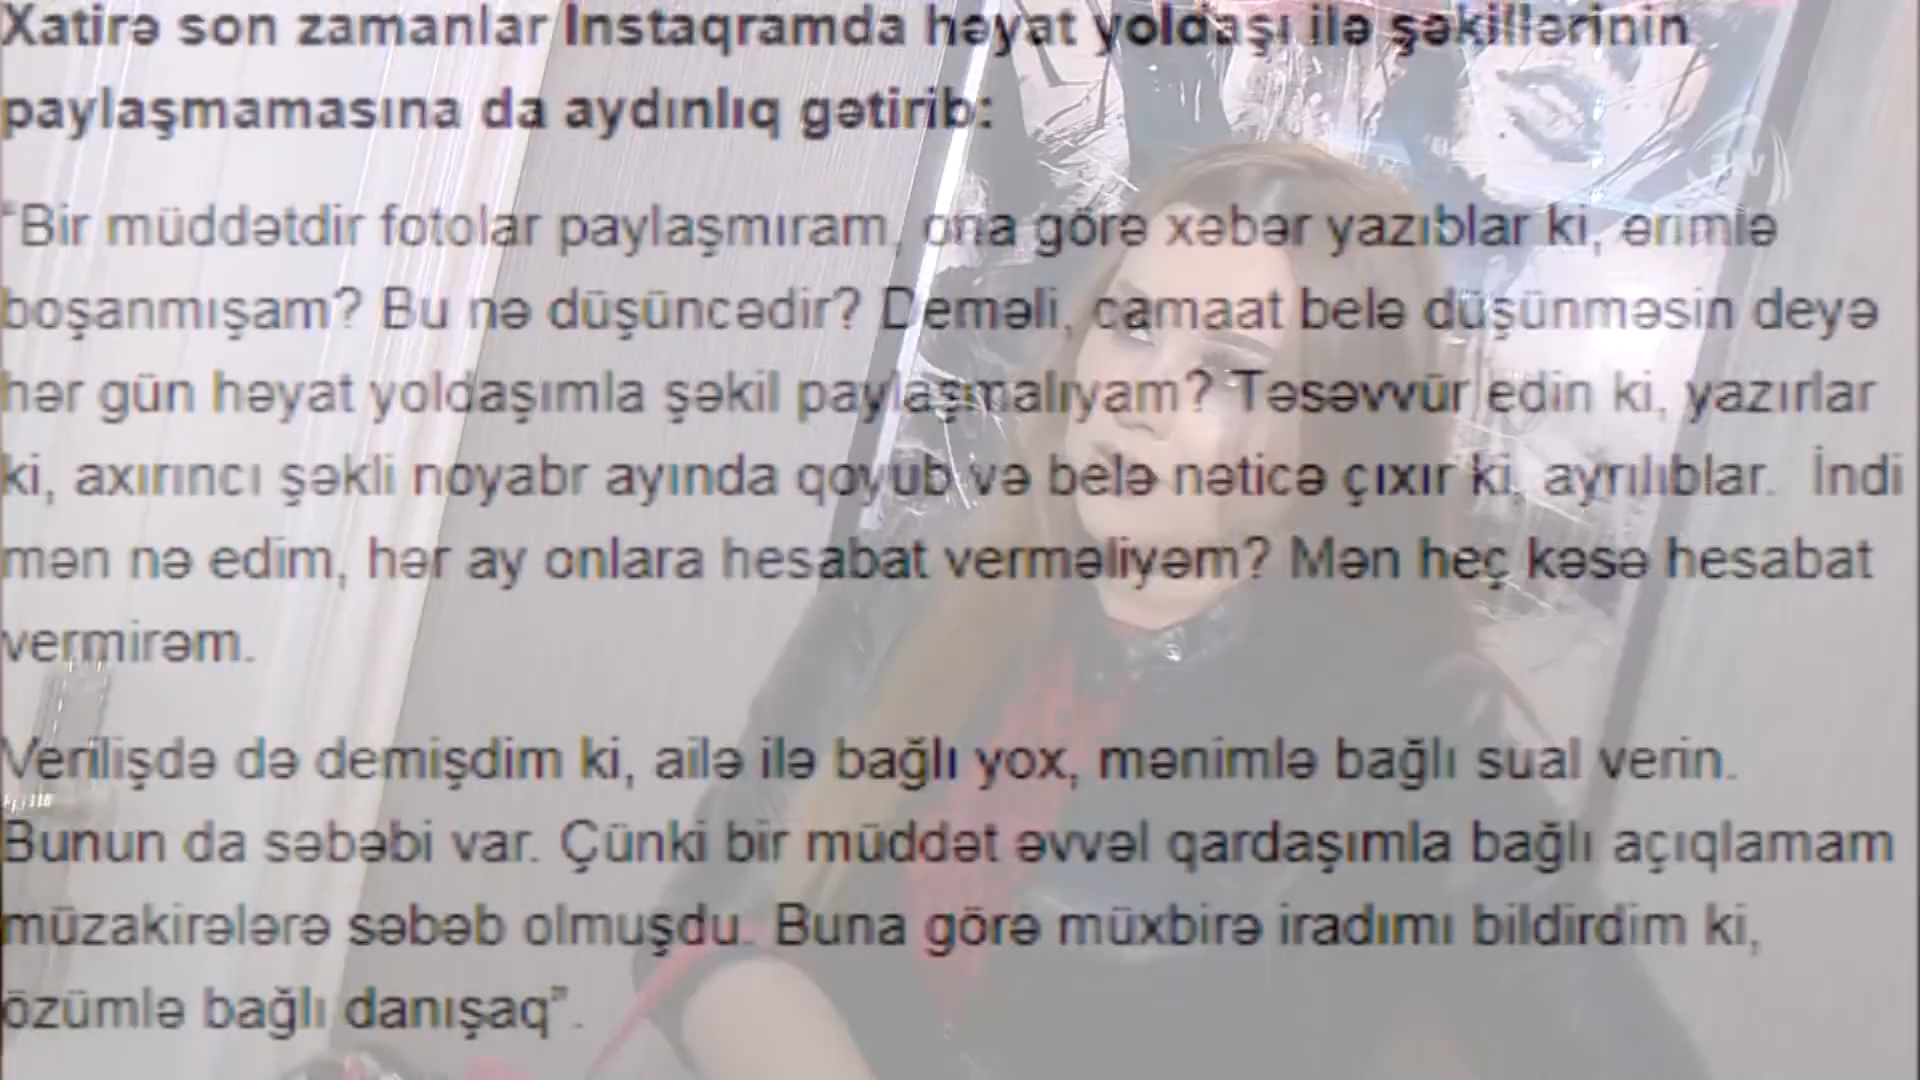 Xatirə son zamanlar Instaqramda həyat yoldaşı ilə şəkillərinin
paylaşmamasına da aydınlıq gətirib:
“Bir müddətdir fotolar paylaşmıram, ona görə xəbər yazıblar ki, ərimlə
boşanmışam? Bu nə düşüncədir? Deməli, camaat belə düşünməsin deyə
hər gün həyat yoldaşımla şəkil paylaşmalıyam? Təsəvvür edin ki, yazırlar
ki, axırıncı şəkli noyabr ayında qoyub və belə nəticə çıxır ki, ayrılıblar. İndi
mən nə edim, hər ay onlara hesabat verməliyəm? Mən heç kəsə hesabat
vermirəm.
Verilişdə də demişdim ki, ailə ilə bağlı yox, mənimlə bağlı sual verin.
Bunun da səbəbi var. Çünki bir müddət əvvəl qardaşımla bağlı açıqlamam
müzakirələrə səbəb olmuşdu. Buna görə müxbirə iradımı bildirdim ki,
özümlə bağlı danışaq”.